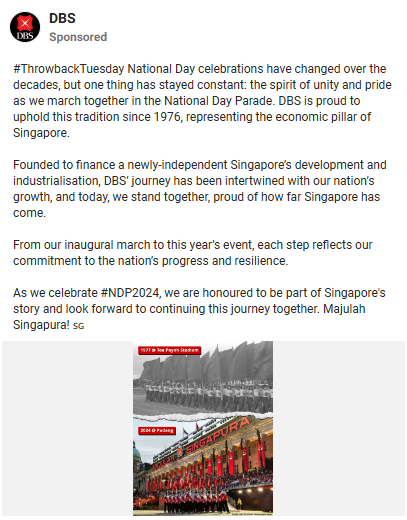 DBS
DBS
Sponsored
#ThrowbackTuesday National Day celebrations have changed over the
decades, but one thing has stayed constant: the spirit of unity and pride
as we march together in the National Day Parade. DBS is proud to
uphold this tradition since 1976, representing the economic pillar of
Singapore.
Founded to finance a newly-independent Singapore's development and
industrialisation, DBS' journey has been intertwined with our nation's
growth, and today, we stand together, proud of how far Singapore has
come.
From our inaugural march to this year's event, each step reflects our
commitment to the nation's progress and resilience.
As we celebrate #NDP2024, we are honoured to be part of Singapore's
story and look forward to continuing this journey together. Majulah
Singapura! SG
1977 @ Toa Payoh Stadium
2024 @ Padang
SINGAPURA